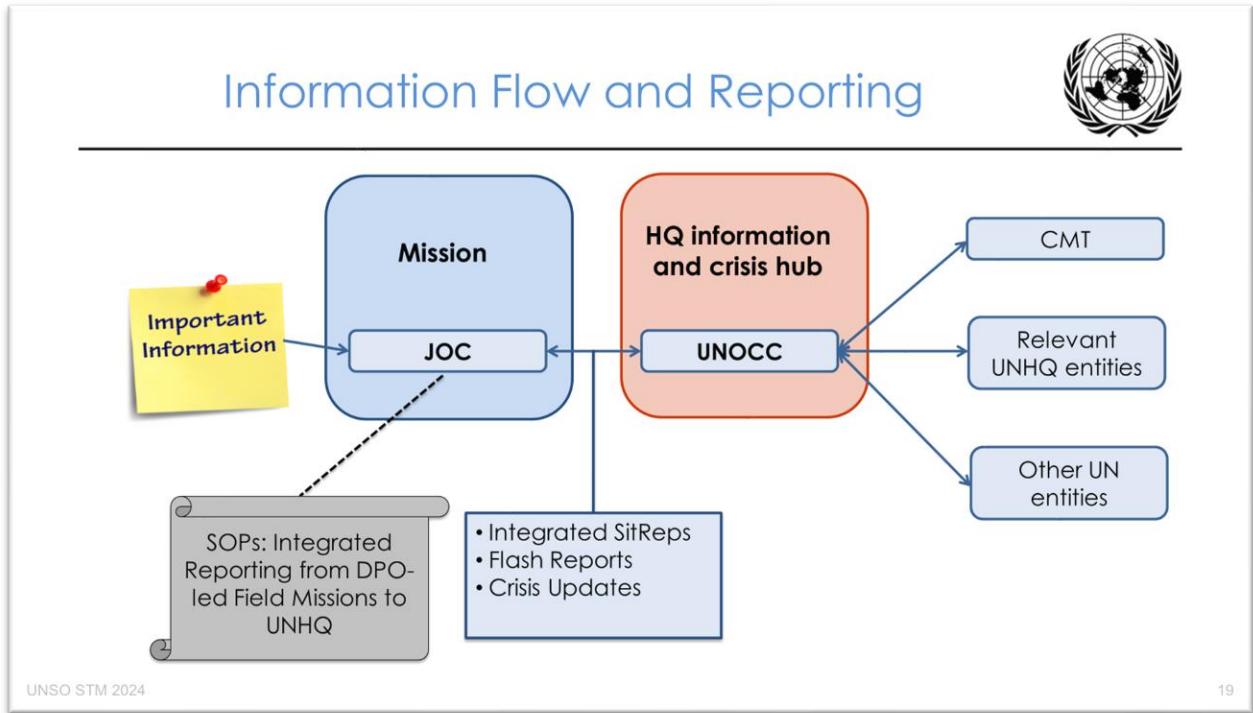 Information Flow and Reporting
Mission
HQ information
and crisis hub
CMT
Important
Information
JOC
UNOCC
Relevant
UNHQ entities
Other UN
entities
SOPs: Integrated
Reporting from DPO-
led Field Missions to
UNHQ
• Integrated SitReps
• Flash Reports
• Crisis Updates
UNSO STM 2024
19